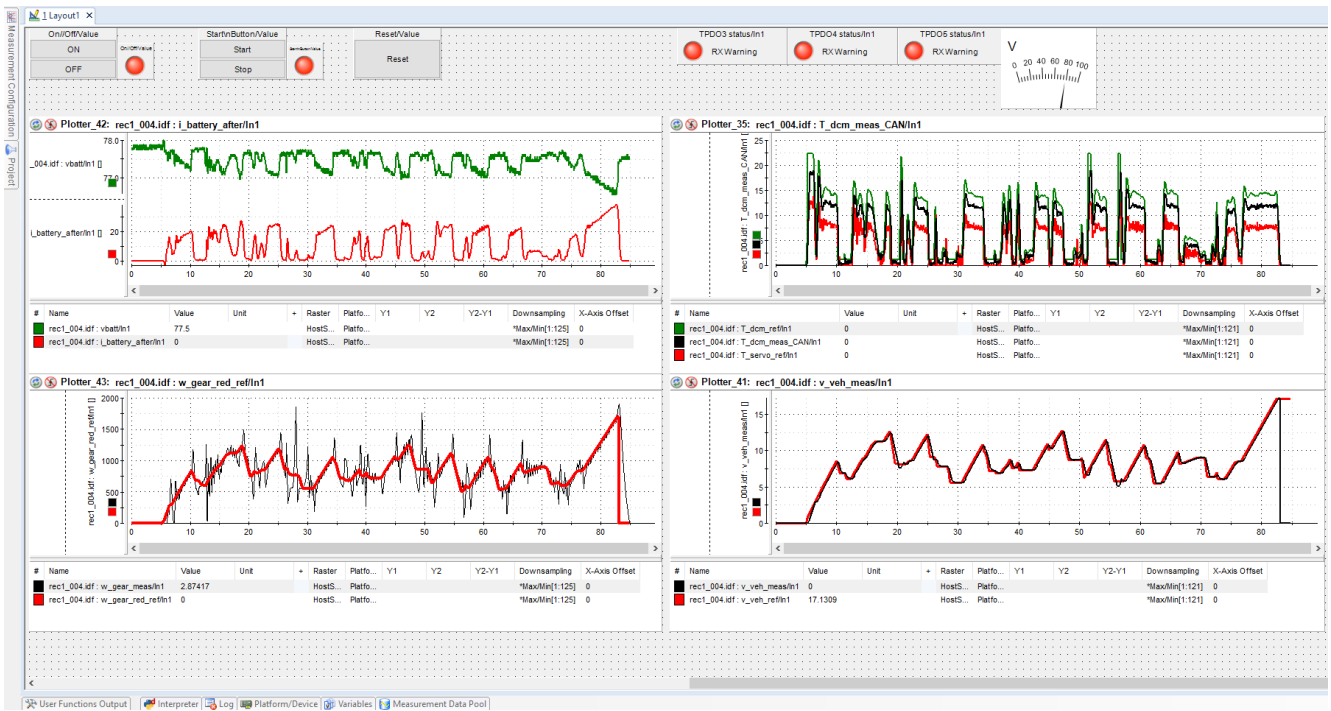 1 Layout1 ×
Measurement Configuration
Project
On//Off/Value
ON
OFF
On//Off/Value
Start\nButton/Value
Start
Stop
Reset/Value
Reset
TPDO3 status/In1
RX Warning
TPDO4 status/In1
RX Warning
TPDO5 status/In1
RX Warning
V
0 20 40 60 80 100
Plotter_42: rec1_004.idf : i_battery_after/In1
_004.idf : vbatt/In1 []
78.0
77.0
i_battery_after/In1 []
20
0
0 10 20 30 40 50 60 70 80
# Name Value Unit + Raster Platfo... Y1 Y2 Y2-Y1 Downsampling X-Axis Offset
rec1_004.idf : vbatt/In1 77.5 HostS... Platfo... *Max/Min[1:125] 0
rec1_004.idf : i_battery_after/In1 0 HostS... Platfo... *Max/Min[1:125] 0
Plotter_35: rec1_004.idf : T_dcm_meas_CAN/In1
rec1_004.idf : T_dcm_meas_CAN/In1 []
25
20
15
10
5
0
0 10 20 30 40 50 60 70 80
# Name Value Unit + Raster Platfo... Y1 Y2 Y2-Y1 Downsampling X-Axis Offset
rec1_004.idf : T_dcm_ref/In1 0 HostS... Platfo... *Max/Min[1:121] 0
rec1_004.idf : T_dcm_meas_CAN/In1 0 HostS... Platfo... *Max/Min[1:121] 0
rec1_004.idf : T_servo_ref/In1 0 HostS... Platfo... *Max/Min[1:121] 0
Plotter_43: rec1_004.idf : w_gear_red_ref/In1
rec1_004.idf : w_gear_red_ref/In1 []
2000
1500
1000
500
0
0 10 20 30 40 50 60 70 80
# Name Value Unit + Raster Platfo... Y1 Y2 Y2-Y1 Downsampling X-Axis Offset
rec1_004.idf : w_gear_meas/In1 2.87417 HostS... Platfo... *Max/Min[1:125] 0
rec1_004.idf : w_gear_red_ref/In1 0 HostS... Platfo... *Max/Min[1:125] 0
Plotter_41: rec1_004.idf : v_veh_meas/In1
rec1_004.idf : v_veh_meas/In1 []
15
10
5
0
0 10 20 30 40 50 60 70 80
# Name Value Unit + Raster Platfo... Y1 Y2 Y2-Y1 Downsampling X-Axis Offset
rec1_004.idf : v_veh_meas/In1 0 HostS... Platfo... *Max/Min[1:121] 0
rec1_004.idf : v_veh_ref/In1 17.1309 HostS... Platfo... *Max/Min[1:121] 0
User Functions Output Interpreter Log Platform/Device Variables Measurement Data Pool